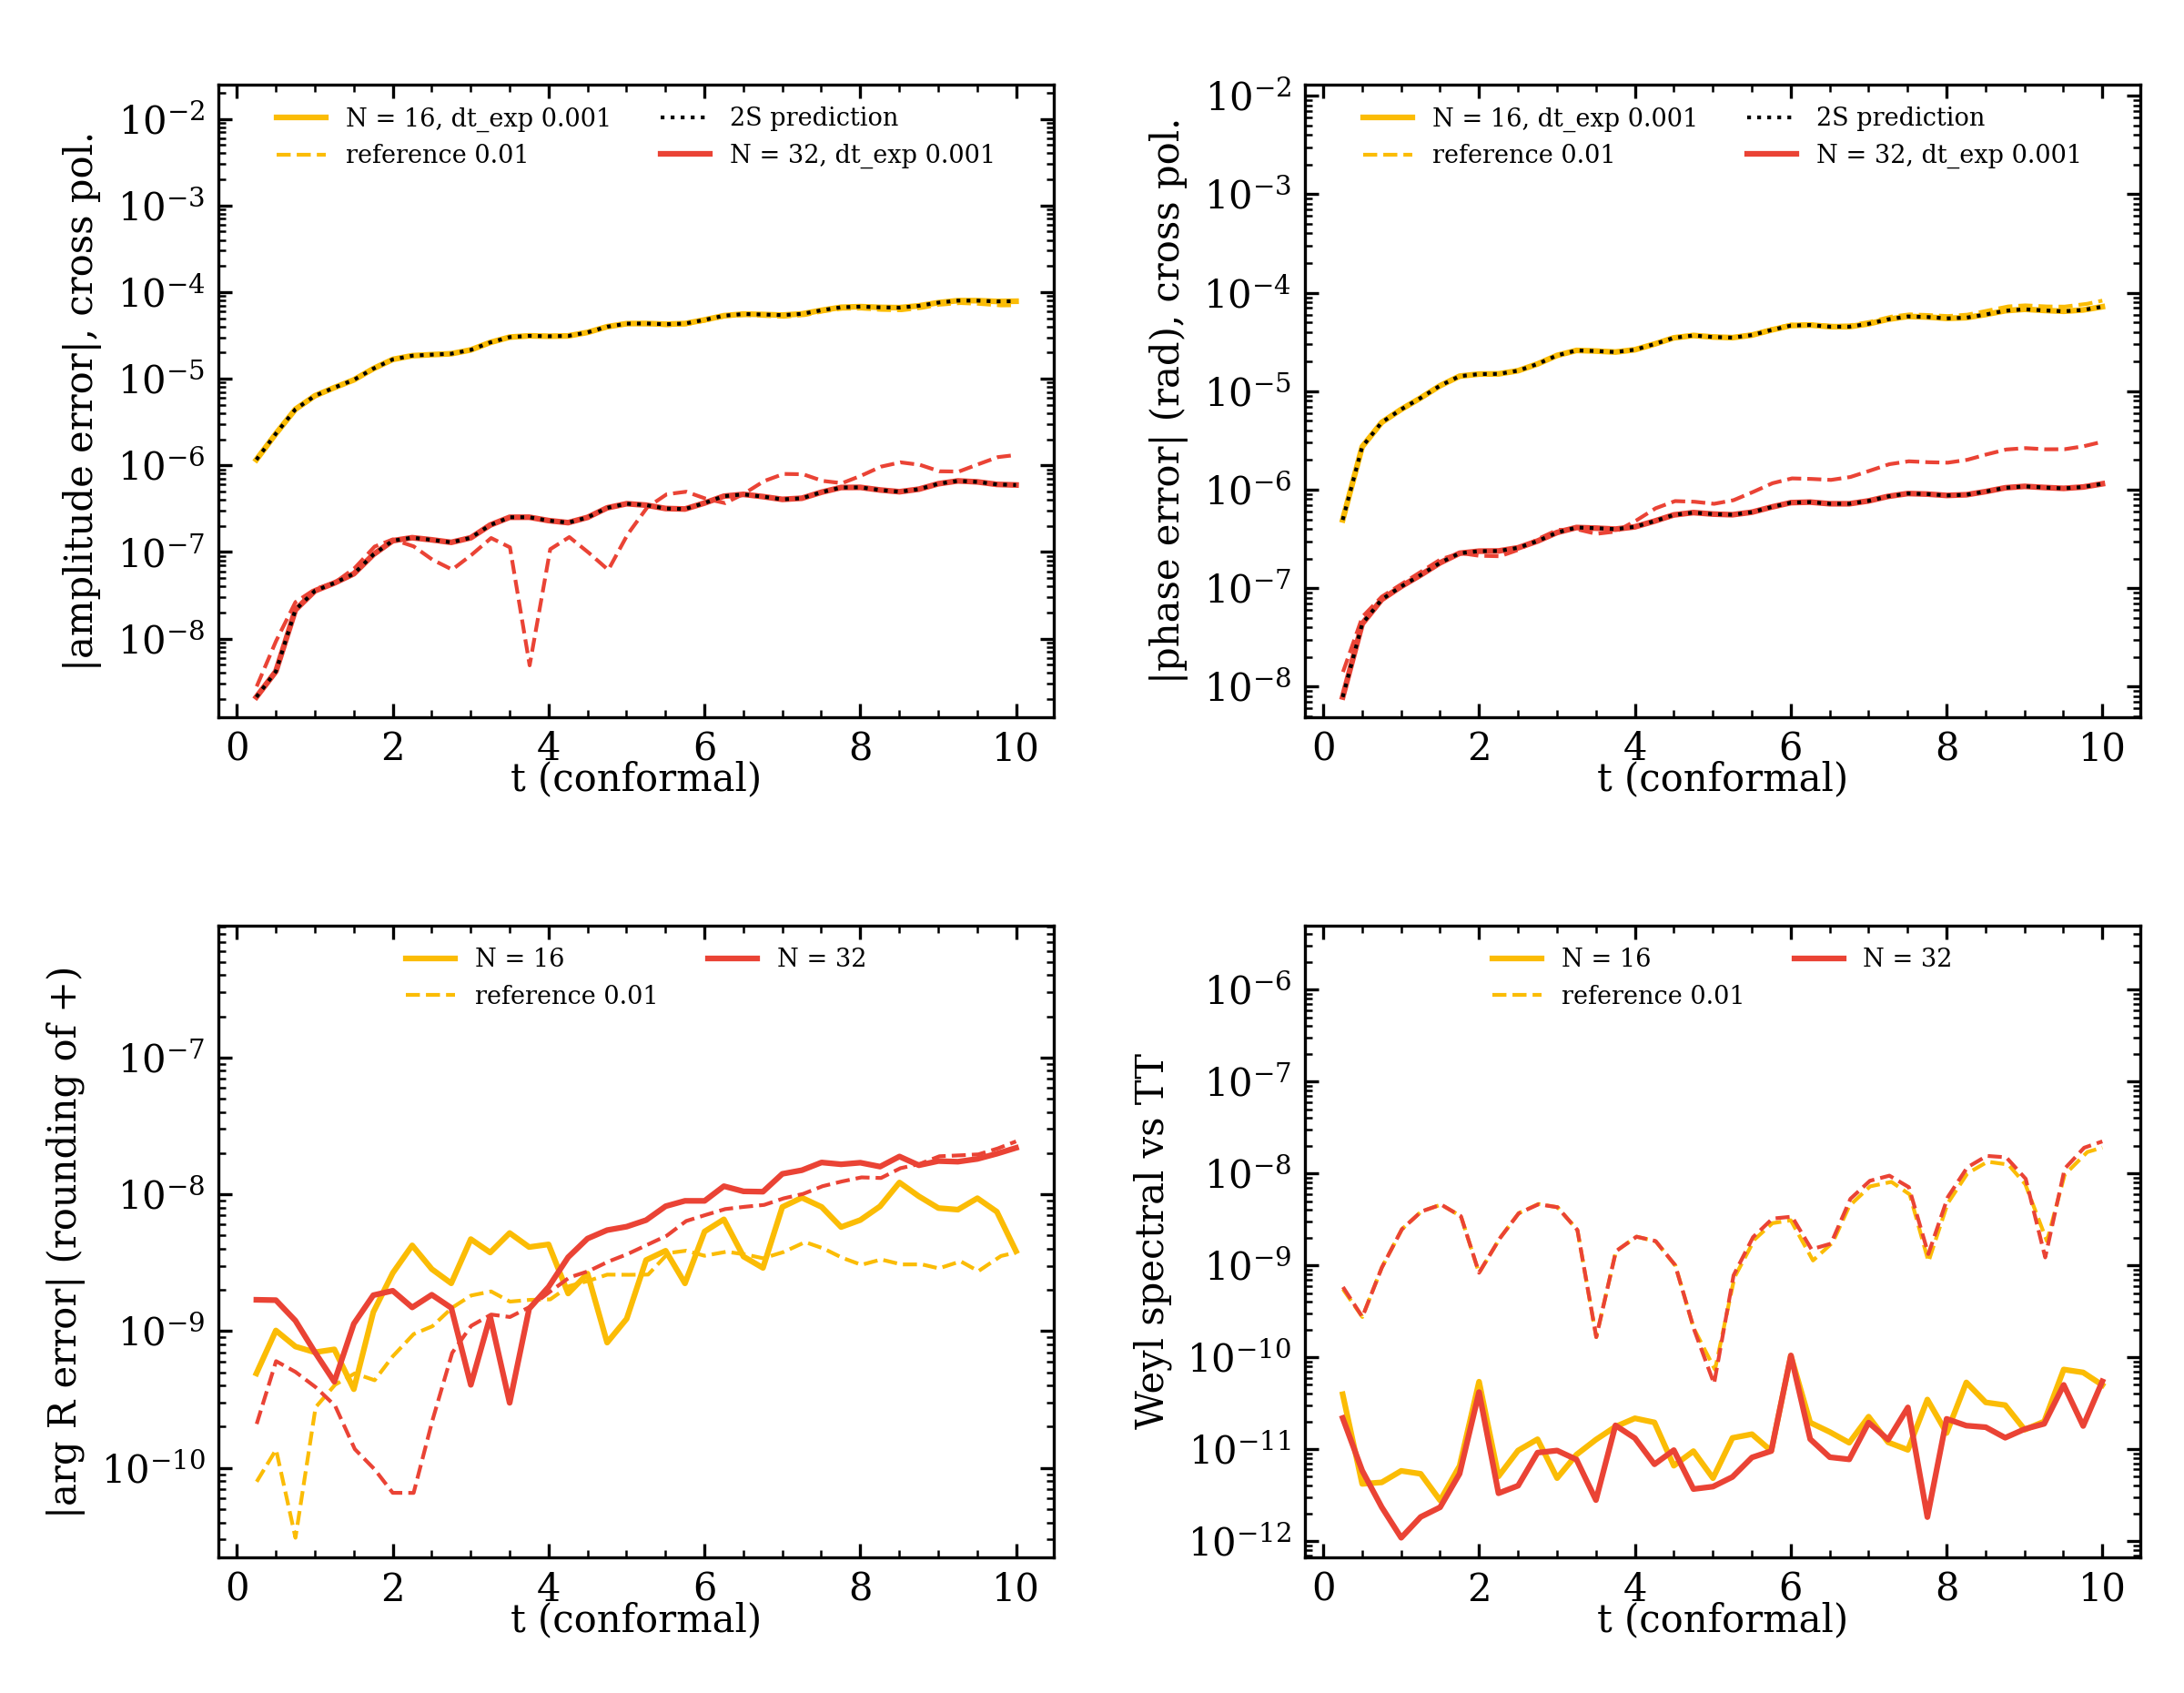 |amplitude error|, cross pol.
10⁻²
10⁻³
10⁻⁴
10⁻⁵
10⁻⁶
10⁻⁷
10⁻⁸
N = 16, dt_exp 0.001
reference 0.01
2S prediction
N = 32, dt_exp 0.001
0 2 4 6 8 10
t (conformal)
|phase error| (rad), cross pol.
10⁻²
10⁻³
10⁻⁴
10⁻⁵
10⁻⁶
10⁻⁷
10⁻⁸
N = 16, dt_exp 0.001
reference 0.01
2S prediction
N = 32, dt_exp 0.001
0 2 4 6 8 10
t (conformal)
|arg R error| (rounding of +)
10⁻⁷
10⁻⁸
10⁻⁹
10⁻¹⁰
N = 16
reference 0.01
N = 32
0 2 4 6 8 10
t (conformal)
Weyl spectral vs TT
10⁻⁶
10⁻⁷
10⁻⁸
10⁻⁹
10⁻¹⁰
10⁻¹¹
10⁻¹²
N = 16
reference 0.01
N = 32
0 2 4 6 8 10
t (conformal)